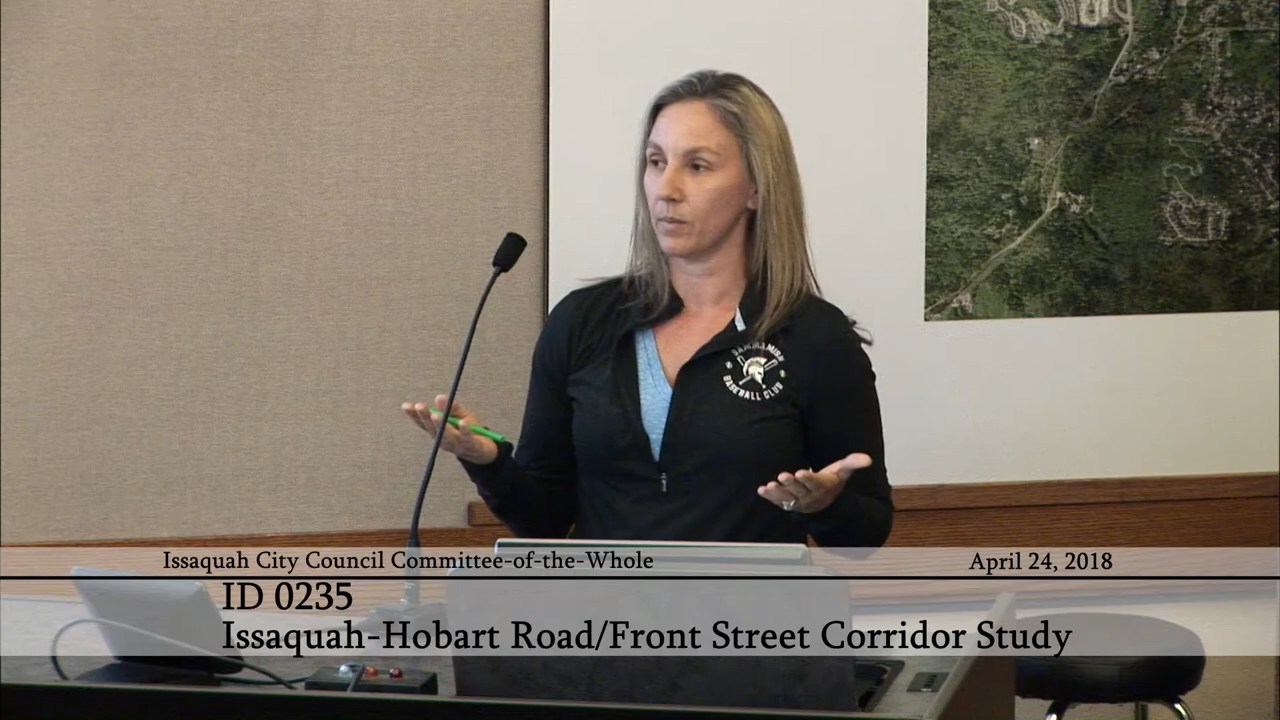 SAMMAMISH
BASEBALL CLUB
Issaquah City Council Committee-of-the-Whole
April 24, 2018
ID 0235
Issaquah-Hobart Road/Front Street Corridor Study